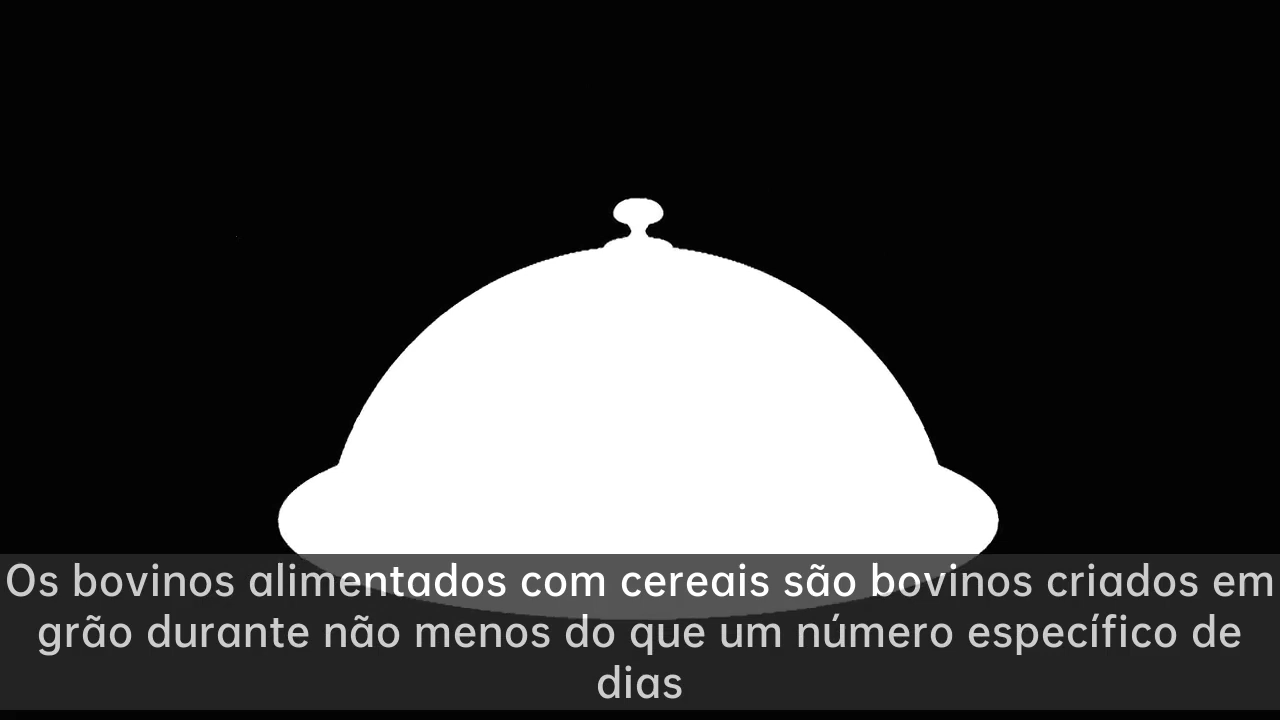 Os bovinos alimentados com cereais são bovinos criados em
grão durante não menos do que um número específico de
dias